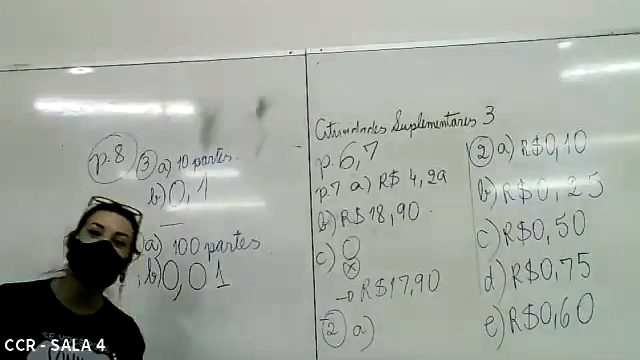 p.8
3 a) 10 partes.
b) 0,1
a) 100 partes
b) 0,01
Atividades Suplementares 3
p. 6,7
p.7 a) R$ 4,29
b) R$ 18,90
c) 0
x
→ R$ 17,90
2 a)
2 a) R$ 0,10
b) R$ 0,25
c) R$ 0,50
d) R$ 0,75
e) R$ 0,60
CCR - SALA 4